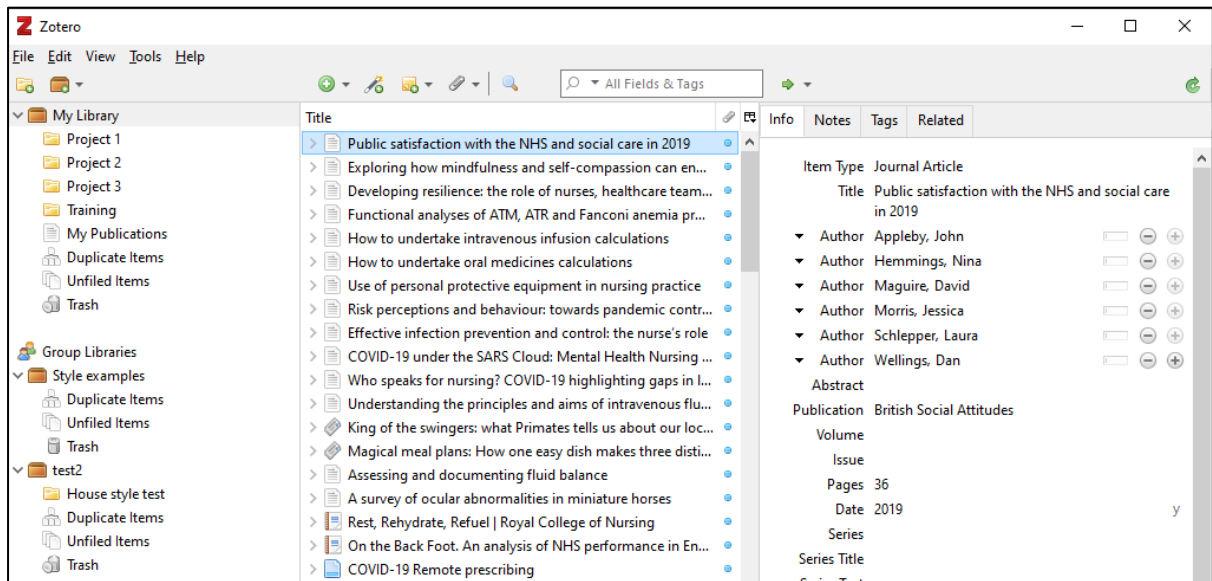 Zotero
File Edit View Tools Help
All Fields & Tags
My Library
Project 1
Project 2
Project 3
Training
My Publications
Duplicate Items
Unfiled Items
Trash
Group Libraries
Style examples
Duplicate Items
Unfiled Items
Trash
test2
House style test
Duplicate Items
Unfiled Items
Trash
Title
Public satisfaction with the NHS and social care in 2019
Exploring how mindfulness and self-compassion can en...
Developing resilience: the role of nurses, healthcare team...
Functional analyses of ATM, ATR and Fanconi anemia pr...
How to undertake intravenous infusion calculations
How to undertake oral medicines calculations
Use of personal protective equipment in nursing practice
Risk perceptions and behaviour: towards pandemic contr...
Effective infection prevention and control: the nurse's role
COVID-19 under the SARS Cloud: Mental Health Nursing ...
Who speaks for nursing? COVID-19 highlighting gaps in l...
Understanding the principles and aims of intravenous flu...
King of the swingers: what Primates tells us about our loc...
Magical meal plans: How one easy dish makes three disti...
Assessing and documenting fluid balance
A survey of ocular abnormalities in miniature horses
Rest, Rehydrate, Refuel | Royal College of Nursing
On the Back Foot. An analysis of NHS performance in En...
COVID-19 Remote prescribing
Info Notes Tags Related
Item Type Journal Article
Title Public satisfaction with the NHS and social care
in 2019
Author Appleby, John
Author Hemmings, Nina
Author Maguire, David
Author Morris, Jessica
Author Schlepper, Laura
Author Wellings, Dan
Abstract
Publication British Social Attitudes
Volume
Issue
Pages 36
Date 2019 y
Series
Series Title